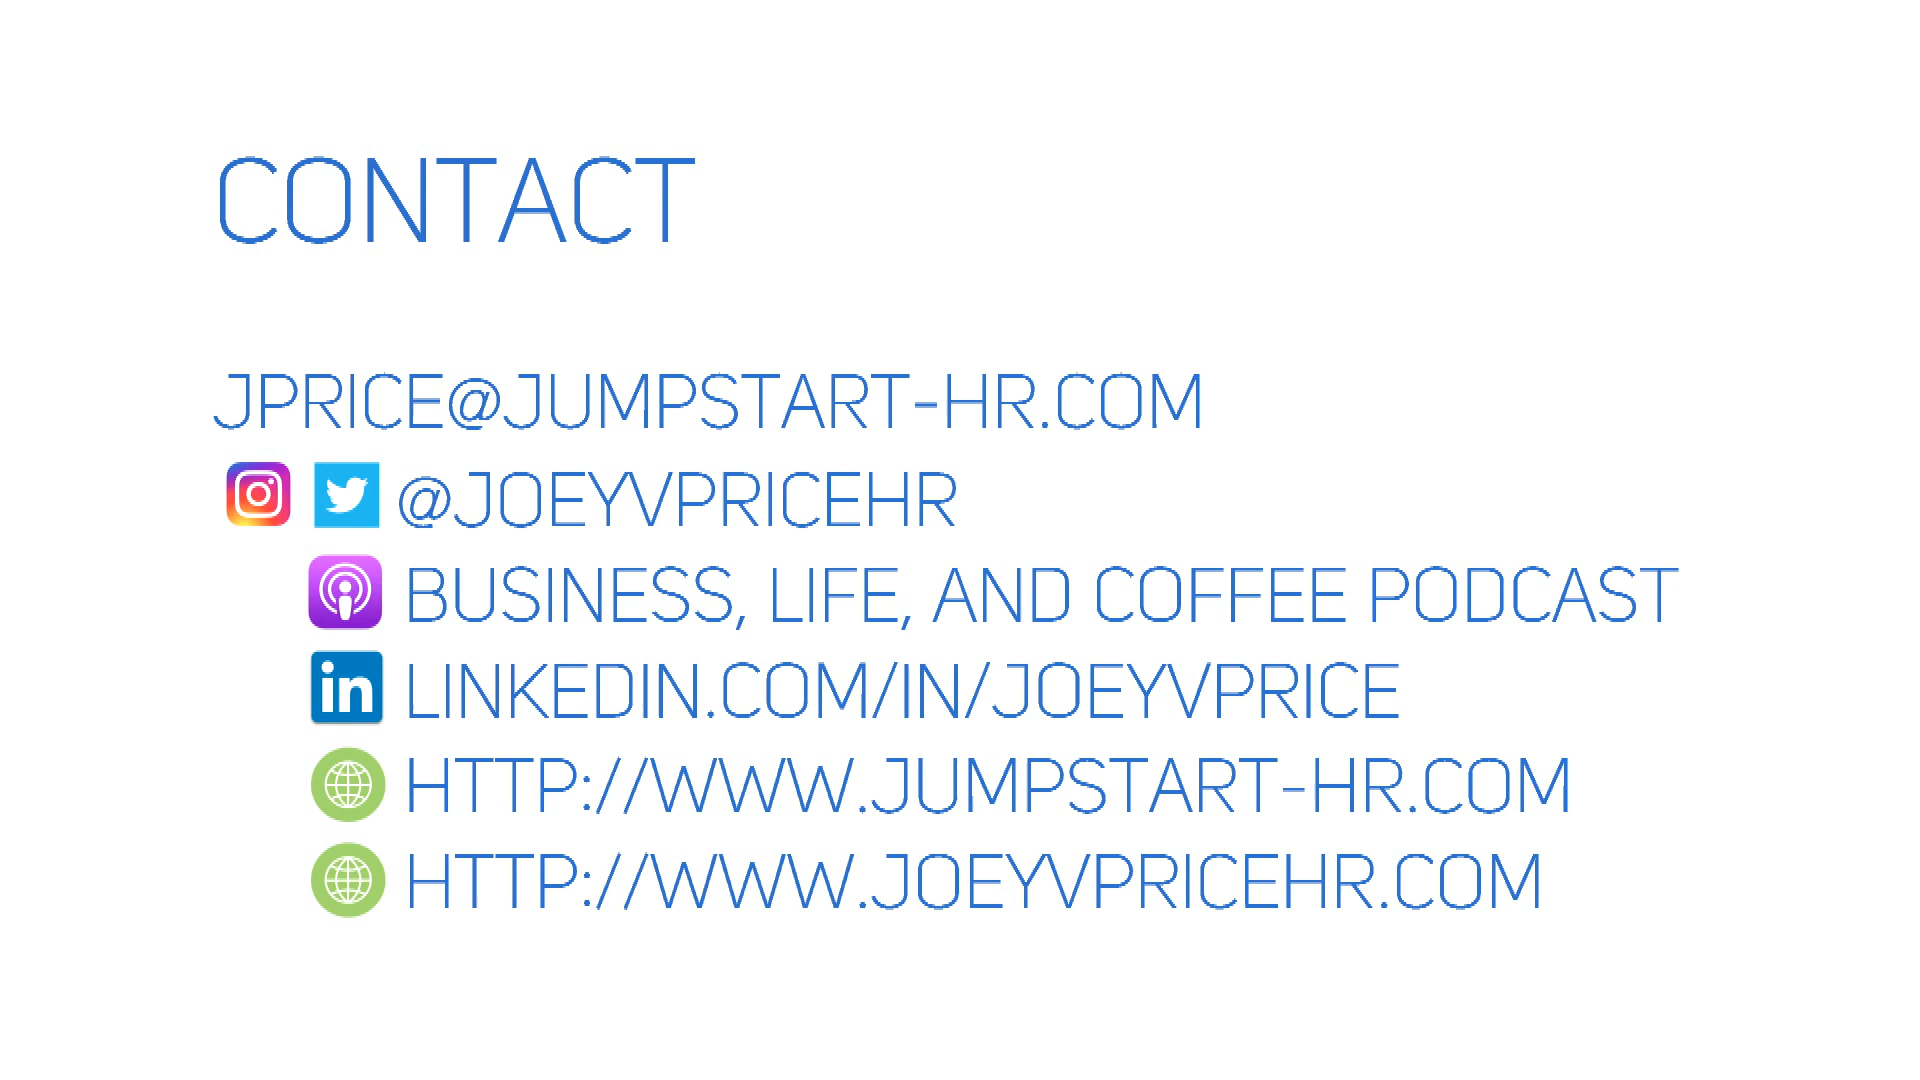 CONTACT
JPRICE@JUMPSTART-HR.COM
@JOEYVPRICEHR
BUSINESS, LIFE, AND COFFEE PODCAST
in LINKEDIN.COM/IN/JOEYVPRICE
HTTP://WWW.JUMPSTART-HR.COM
HTTP://WWW.JOEYVPRICEHR.COM